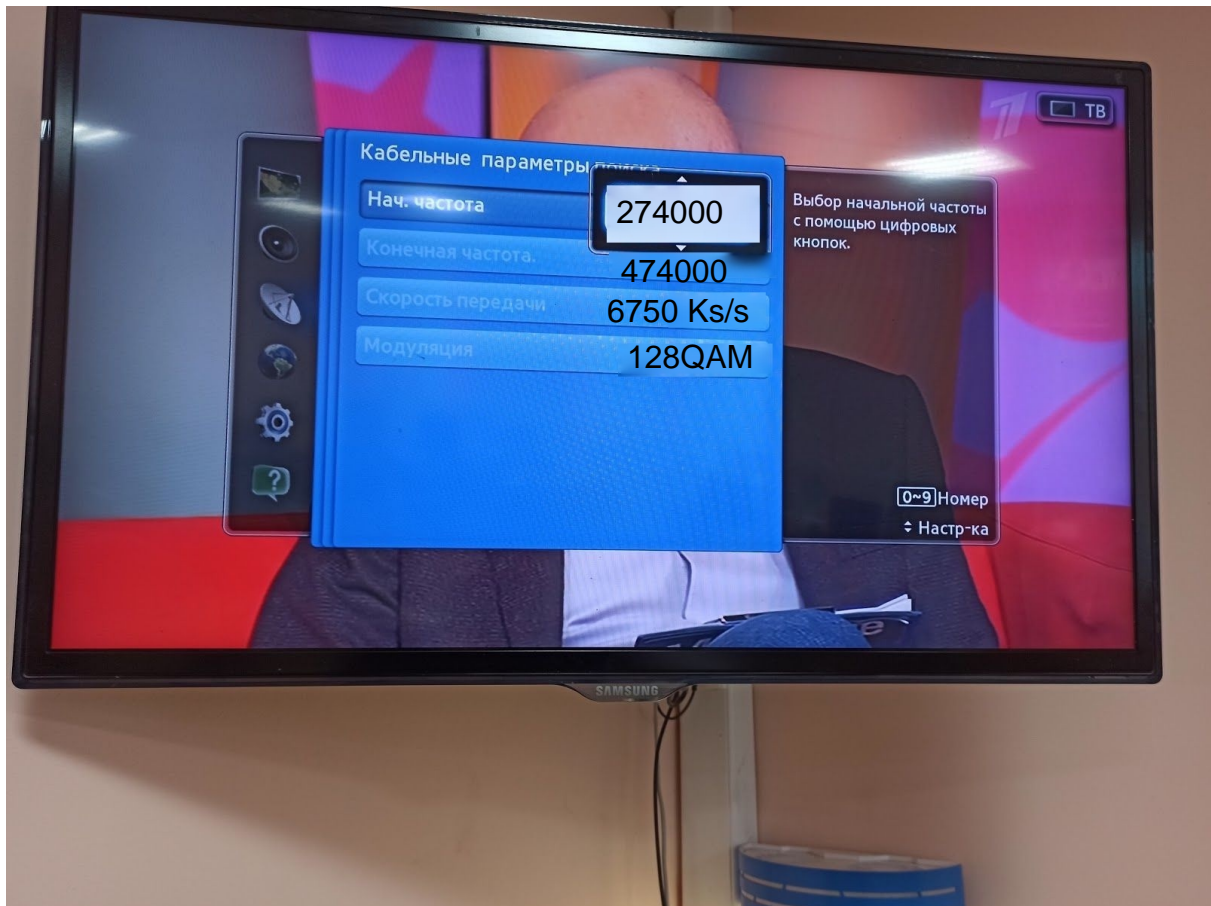 ТВ
Кабельные параметры поиска
Нач. частота 274000
Конечная частота. 474000
Скорость передачи 6750 Ks/s
Модуляция 128QAM
Выбор начальной частоты
с помощью цифровых
кнопок.
0~9 Номер
Настр-ка
SAMSUNG